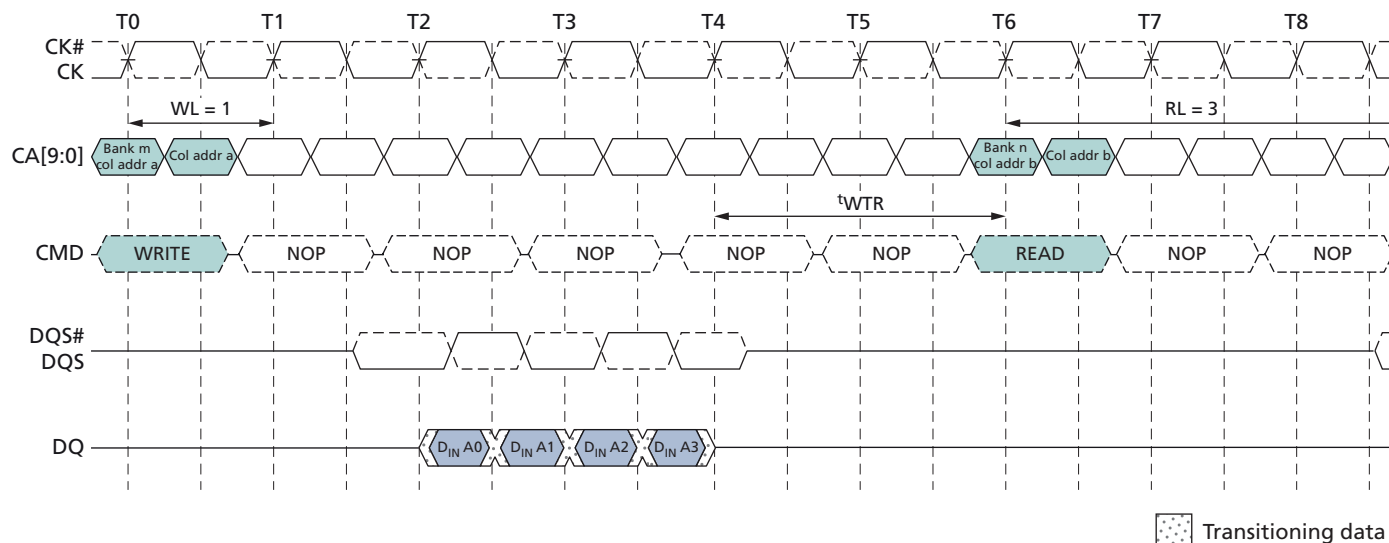 T0 T1 T2 T3 T4 T5 T6 T7 T8
CK#
CK
WL = 1 RL = 3
CA[9:0] Bank m col addr a Col addr a Bank n col addr b Col addr b
tWTR
CMD WRITE NOP NOP NOP NOP NOP READ NOP NOP
DQS#
DQS
DQ DIN A0 DIN A1 DIN A2 DIN A3
Transitioning data